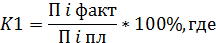 K1 = П i факт / П i пл * 100%, где